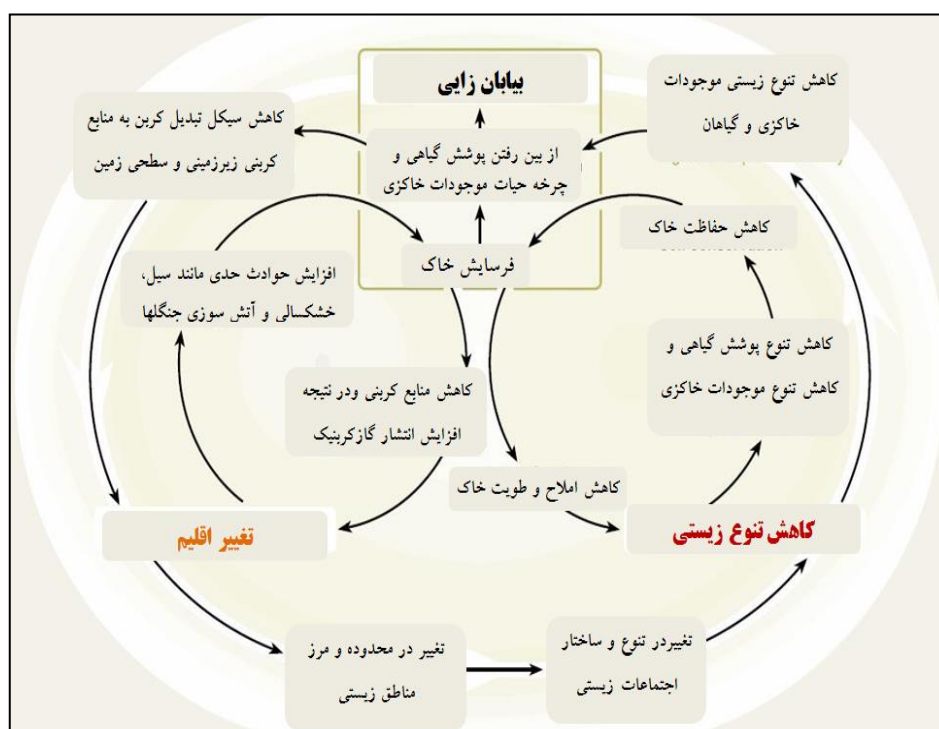 بیابان زایی
کاهش تنوع زیستی موجودات
خاکزی و گیاهان
کاهش سیکل تبدیل کربن به منابع
کربنی زیرزمینی و سطحی زمین
از بین رفتن پوشش گیاهی و
چرخه حیات موجودات خاکزی
کاهش حفاظت خاک
فرسایش خاک
افزایش حوادث حدی مانند سیل،
خشکسالی و آتش سوزی جنگلها
کاهش تنوع پوشش گیاهی و
کاهش تنوع موجودات خاکزی
کاهش منابع کربنی ودر نتیجه
افزایش انتشار گازکربنیک
کاهش املاح و طویت خاک
تغییر اقلیم
کاهش تنوع زیستی
تغییر در محدوده و مرز
مناطق زیستی
تغییردر تنوع و ساختار
اجتماعات زیستی